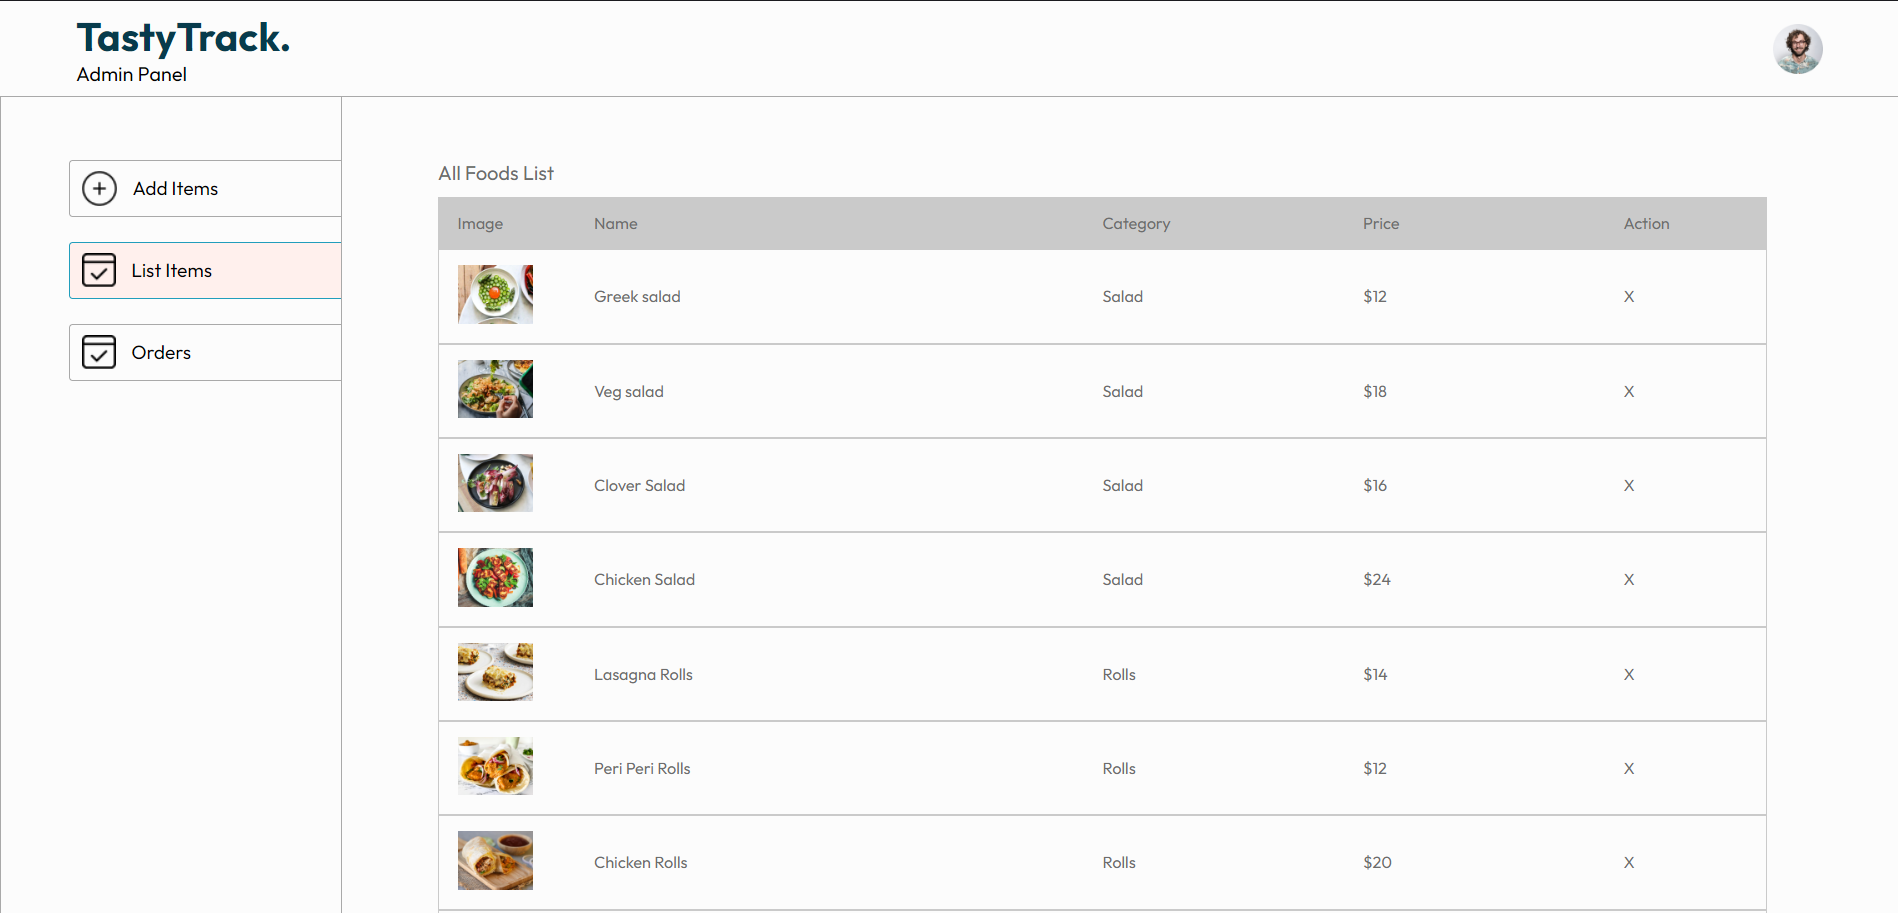 TastyTrack.
Admin Panel
Add Items
List Items
Orders
All Foods List
Image Name Category Price Action
Greek salad Salad $12 X
Veg salad Salad $18 X
Clover Salad Salad $16 X
Chicken Salad Salad $24 X
Lasagna Rolls Rolls $14 X
Peri Peri Rolls Rolls $12 X
Chicken Rolls Rolls $20 X